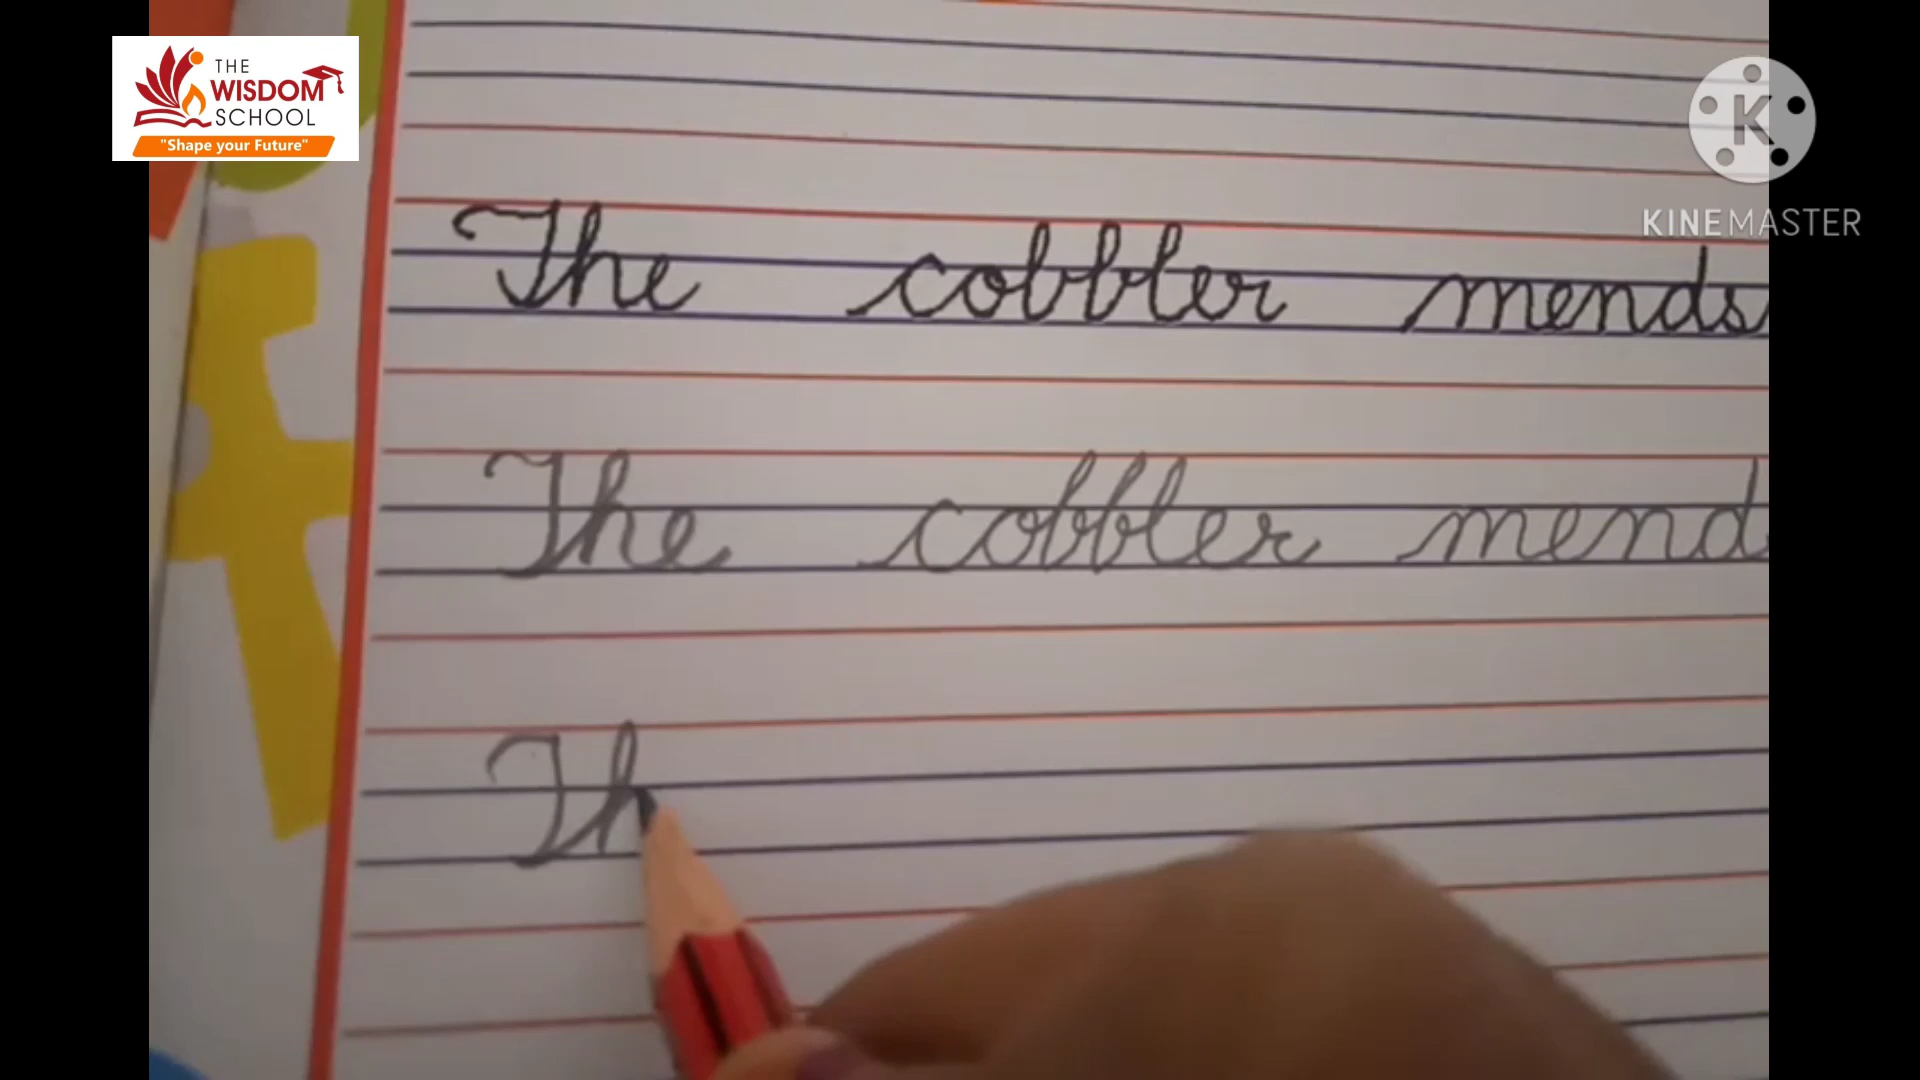 THE
WISDOM
SCHOOL
"Shape your Future"
K
KINEMASTER
The cobbler mends
The cobbler mend
Th